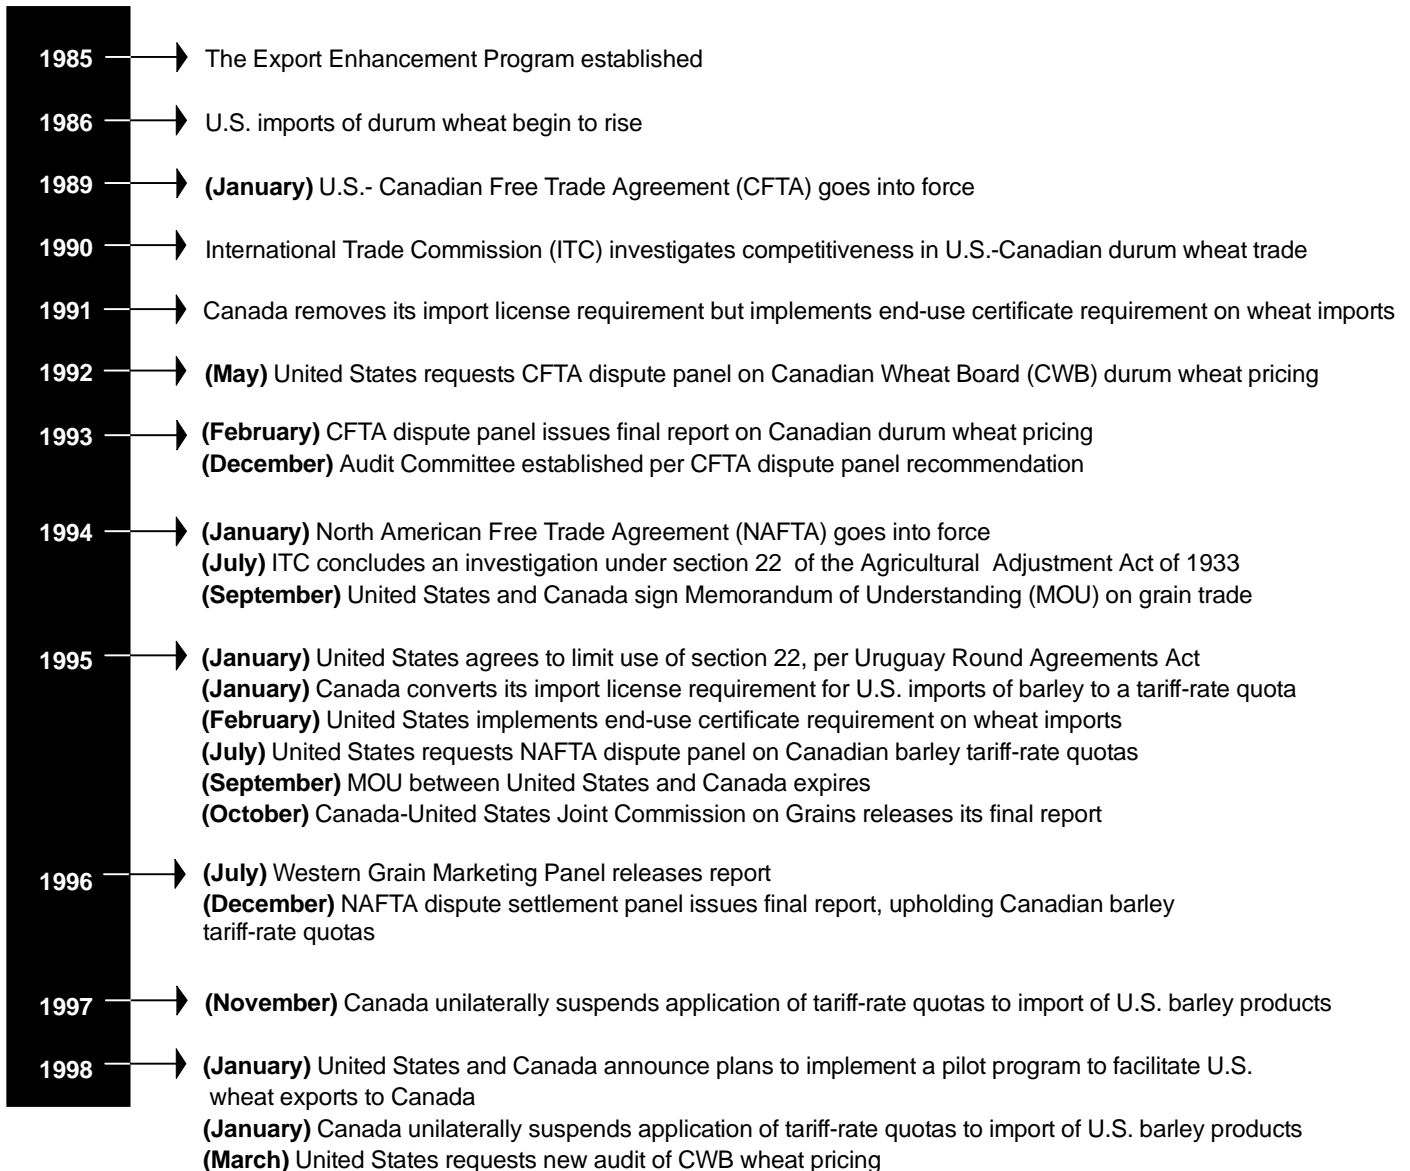 1985 The Export Enhancement Program established
1986 U.S. imports of durum wheat begin to rise
1989 (January) U.S.- Canadian Free Trade Agreement (CFTA) goes into force
1990 International Trade Commission (ITC) investigates competitiveness in U.S.-Canadian durum wheat trade
1991 Canada removes its import license requirement but implements end-use certificate requirement on wheat imports
1992 (May) United States requests CFTA dispute panel on Canadian Wheat Board (CWB) durum wheat pricing
1993 (February) CFTA dispute panel issues final report on Canadian durum wheat pricing
(December) Audit Committee established per CFTA dispute panel recommendation
1994 (January) North American Free Trade Agreement (NAFTA) goes into force
(July) ITC concludes an investigation under section 22 of the Agricultural Adjustment Act of 1933
(September) United States and Canada sign Memorandum of Understanding (MOU) on grain trade
1995 (January) United States agrees to limit use of section 22, per Uruguay Round Agreements Act
(January) Canada converts its import license requirement for U.S. imports of barley to a tariff-rate quota
(February) United States implements end-use certificate requirement on wheat imports
(July) United States requests NAFTA dispute panel on Canadian barley tariff-rate quotas
(September) MOU between United States and Canada expires
(October) Canada-United States Joint Commission on Grains releases its final report
1996 (July) Western Grain Marketing Panel releases report
(December) NAFTA dispute settlement panel issues final report, upholding Canadian barley
tariff-rate quotas
1997 (November) Canada unilaterally suspends application of tariff-rate quotas to import of U.S. barley products
1998 (January) United States and Canada announce plans to implement a pilot program to facilitate U.S.
wheat exports to Canada
(January) Canada unilaterally suspends application of tariff-rate quotas to import of U.S. barley products
(March) United States requests new audit of CWB wheat pricing